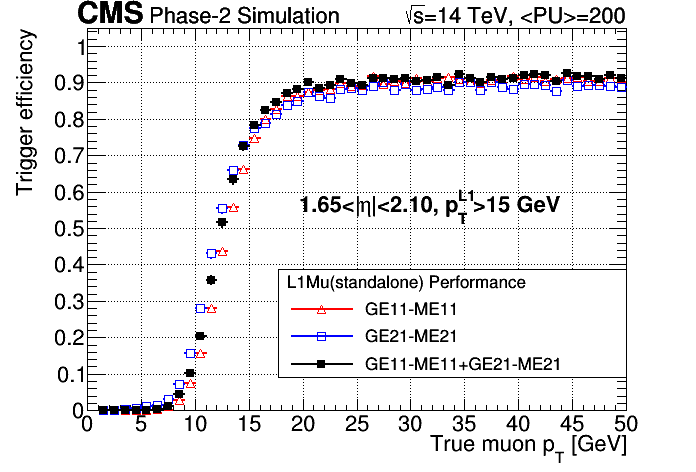 CMS Phase-2 Simulation √s=14 TeV, <PU>=200
Trigger efficiency
1
0.9
0.8
0.7
0.6
0.5
0.4
0.3
0.2
0.1
0
1.65<|η|<2.10, p_T^L1>15 GeV
L1Mu(standalone) Performance
GE11-ME11
GE21-ME21
GE11-ME11+GE21-ME21
0 5 10 15 20 25 30 35 40 45 50
True muon p_T [GeV]